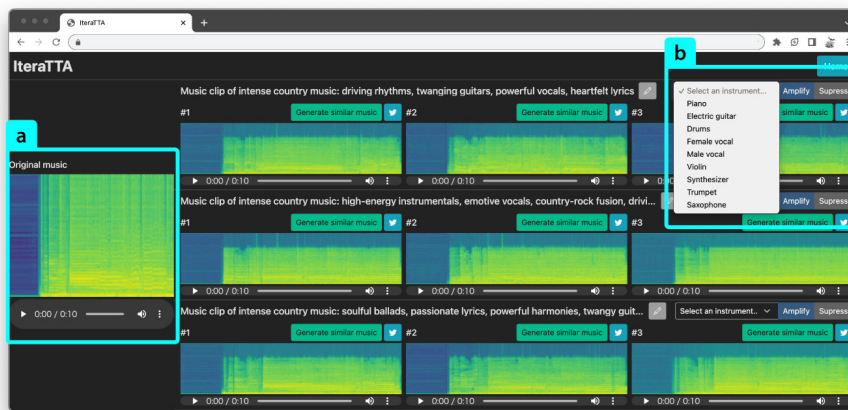 IteraTTA
b
IteraTTA
Home
Music clip of intense country music: driving rhythms, twanging guitars, powerful vocals, heartfelt lyrics
✓ Select an instrument...
Amplify
Supress
#1
Generate similar music
#2
Generate similar music
#3
similar music
Piano
Electric guitar
Drums
Female vocal
Male vocal
Violin
Synthesizer
Trumpet
Saxophone
a
Original music
0:00 / 0:10
0:00 / 0:10
0:00 / 0:10
0:0
Music clip of intense country music: high-energy instrumentals, emotive vocals, country-rock fusion, drivi...
Amplify
Supress
#1
Generate similar music
#2
Generate similar music
#3
Generate similar music
0:00 / 0:10
0:00 / 0:10
0:00 / 0:10
Music clip of intense country music: soulful ballads, passionate lyrics, powerful harmonies, twangy guit...
Select an instrument..
Amplify
Supress
#1
Generate similar music
#2
Generate similar music
#3
Generate similar music
0:00 / 0:10
0:00 / 0:10
0:00 / 0:10